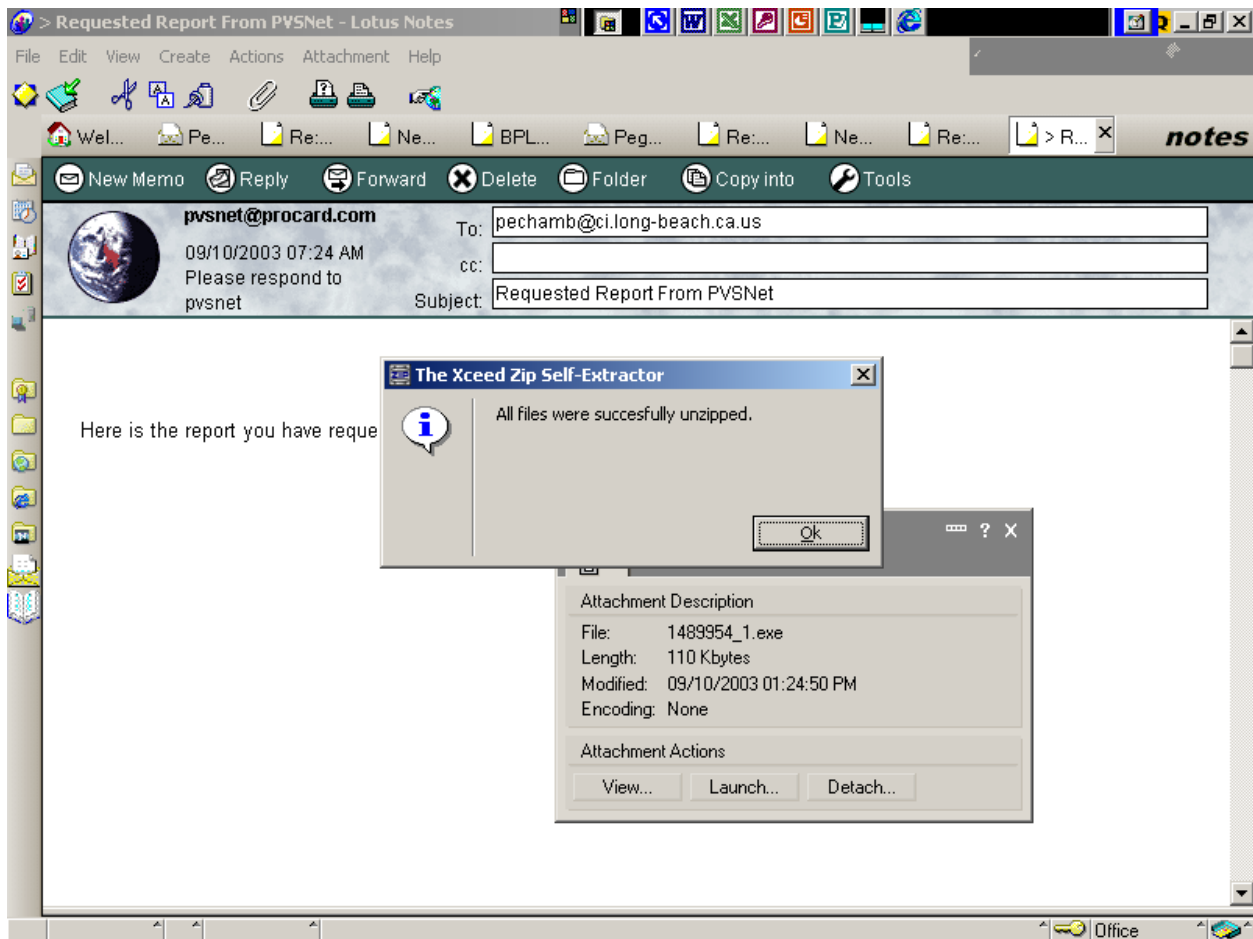 > Requested Report From PVSNet - Lotus Notes
File Edit View Create Actions Attachment Help
Wel... Pe... Re:... Ne... BPL... Peg... Re:... Ne... Re:... > R... notes
New Memo Reply Forward Delete Folder Copy into Tools
pvsnet@procard.com
09/10/2003 07:24 AM
Please respond to
pvsnet
To: pechamb@ci.long-beach.ca.us
cc:
Subject: Requested Report From PVSNet
The Xceed Zip Self-Extractor
All files were succesfully unzipped.
Ok
Here is the report you have reque
Attachment Description
File: 1489954_1.exe
Length: 110 Kbytes
Modified: 09/10/2003 01:24:50 PM
Encoding: None
Attachment Actions
View... Launch... Detach...
Office